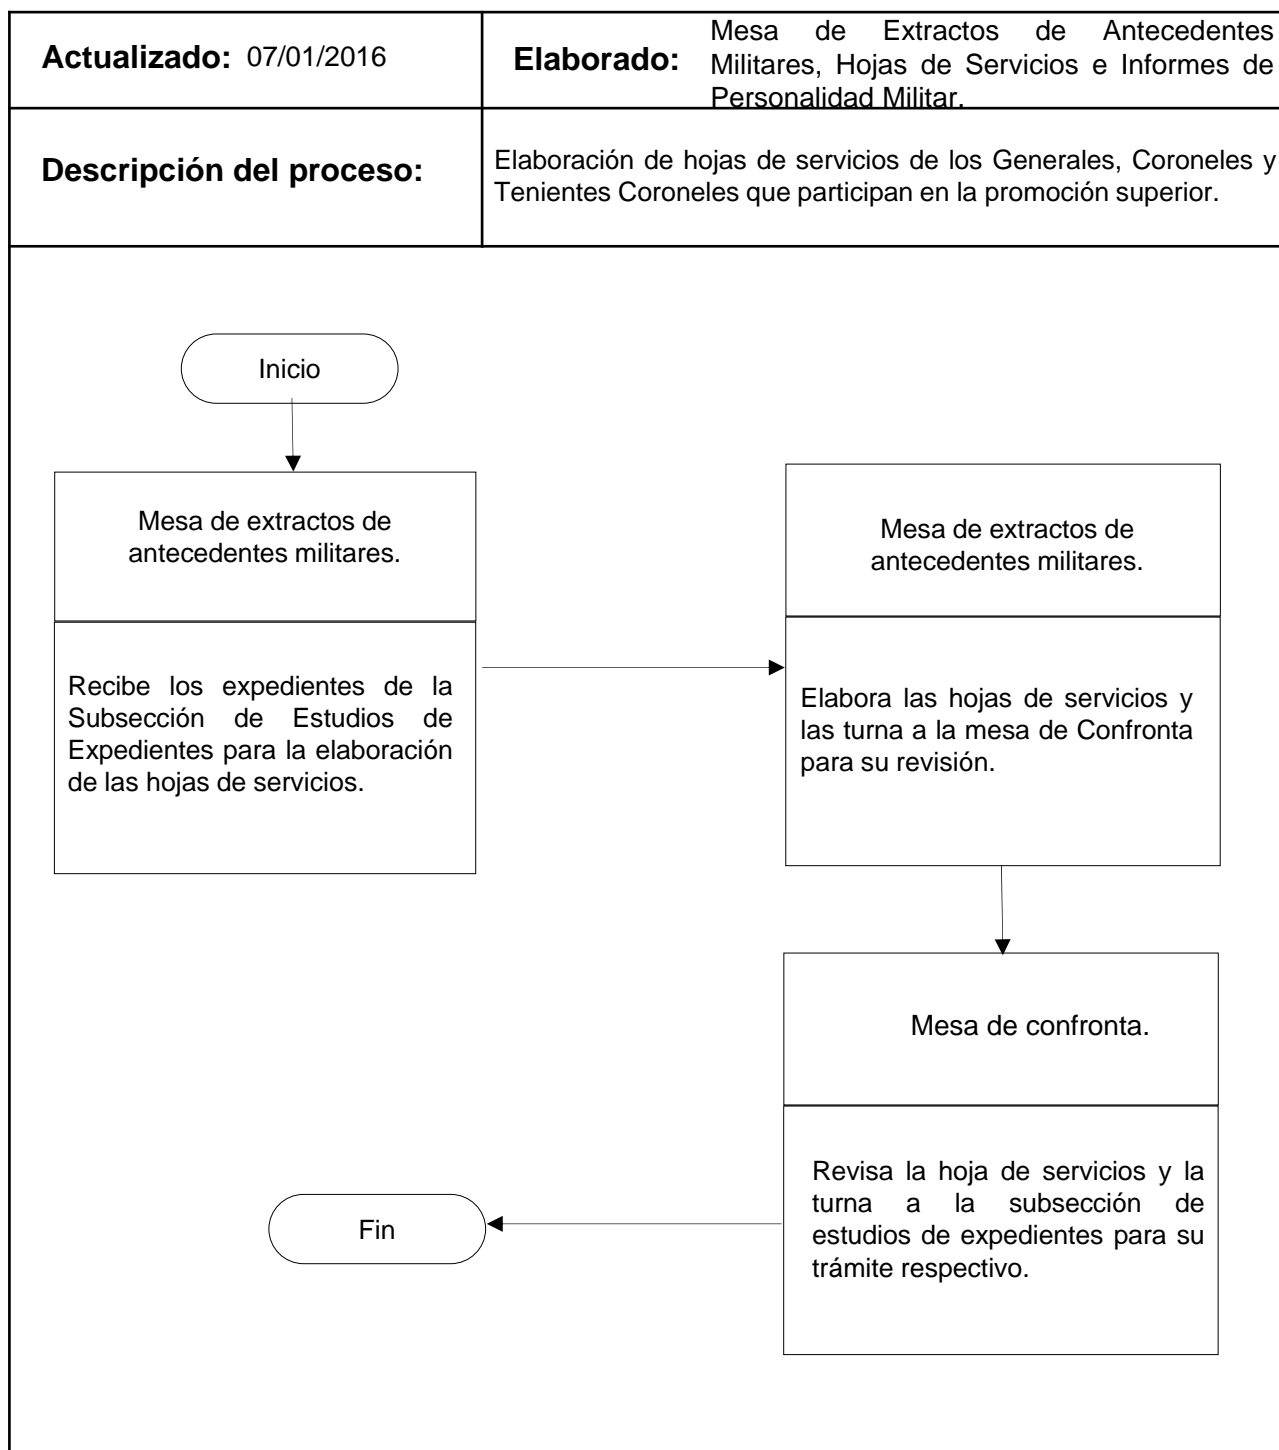 Actualizado: 07/01/2016
Elaborado:
Mesa de Extractos de Antecedentes
Militares, Hojas de Servicios e Informes de
Personalidad Militar.
Descripción del proceso:
Elaboración de hojas de servicios de los Generales, Coroneles y
Tenientes Coroneles que participan en la promoción superior.
Inicio
Mesa de extractos de
antecedentes militares.
Recibe los expedientes de la
Subsección de Estudios de
Expedientes para la elaboración
de las hojas de servicios.
Mesa de extractos de
antecedentes militares.
Elabora las hojas de servicios y
las turna a la mesa de Confronta
para su revisión.
Mesa de confronta.
Revisa la hoja de servicios y la
turna a la subsección de
estudios de expedientes para su
trámite respectivo.
Fin